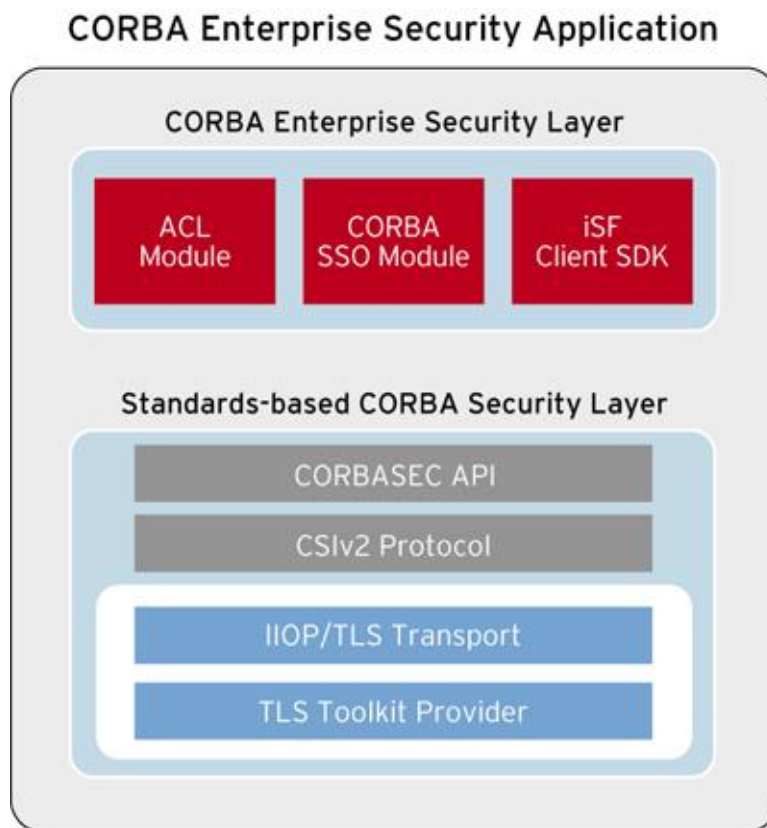 CORBA Enterprise Security Application
CORBA Enterprise Security Layer
ACL
Module
CORBA
SSO Module
iSF
Client SDK
Standards-based CORBA Security Layer
CORBASEC API
CSIv2 Protocol
IIOP/TLS Transport
TLS Toolkit Provider